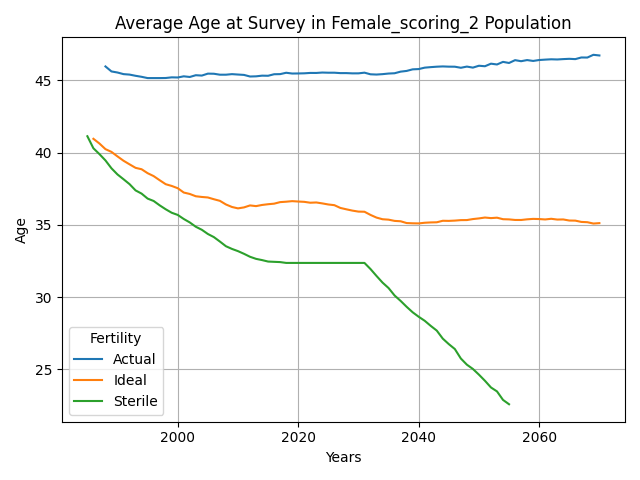 Average Age at Survey in Female_scoring_2 Population
45
40
35
30
25
Age
Fertility
Actual
Ideal
Sterile
2000
2020
2040
2060
Years